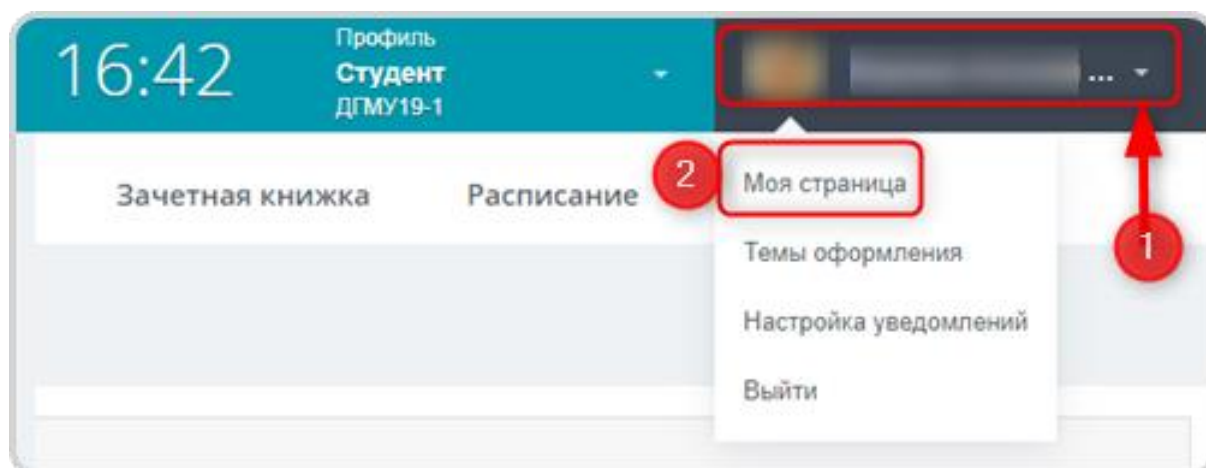 16:42
Профиль
Студент
ДГМУ19-1
...
Зачетная книжка
Расписание
2
Моя страница
1
Темы оформления
Настройка уведомлений
Выйти